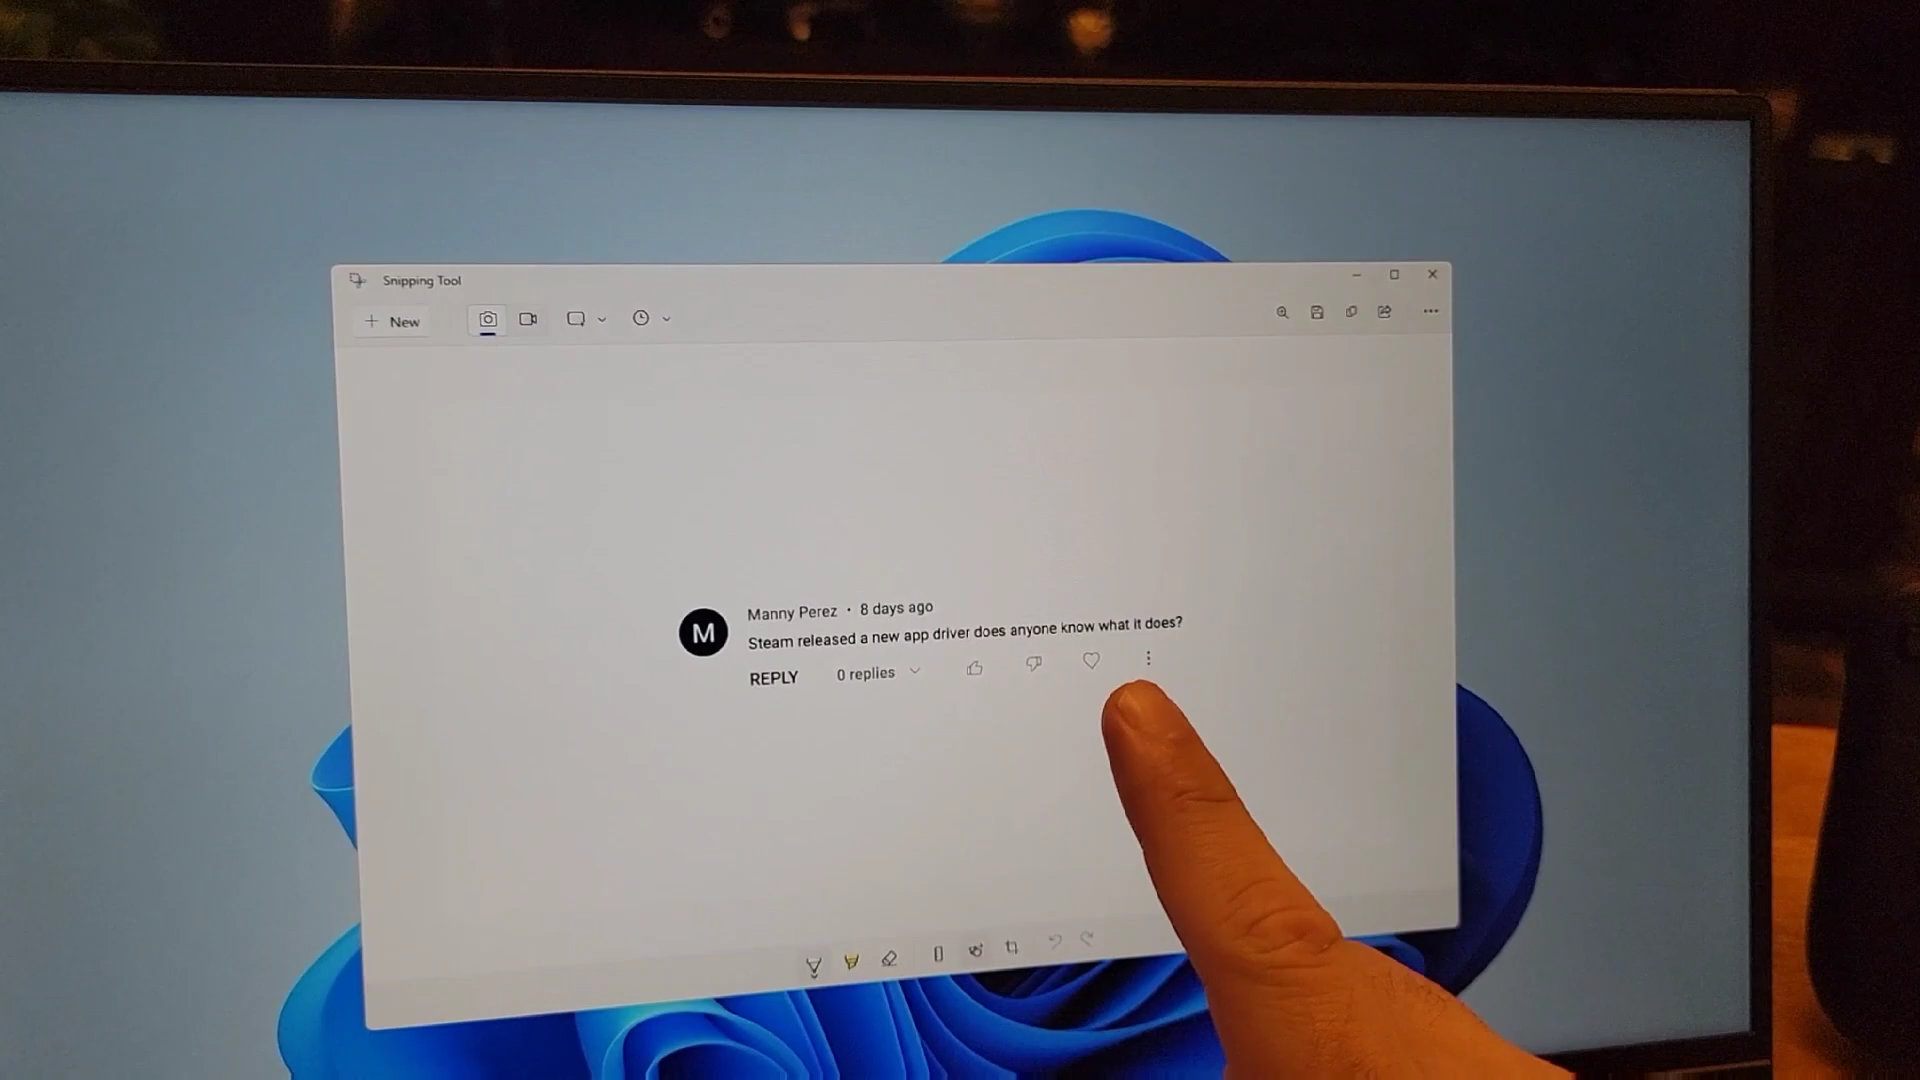 Snipping Tool
New
M
Manny Perez · 8 days ago
Steam released a new app driver does anyone know what it does?
REPLY 0 replies